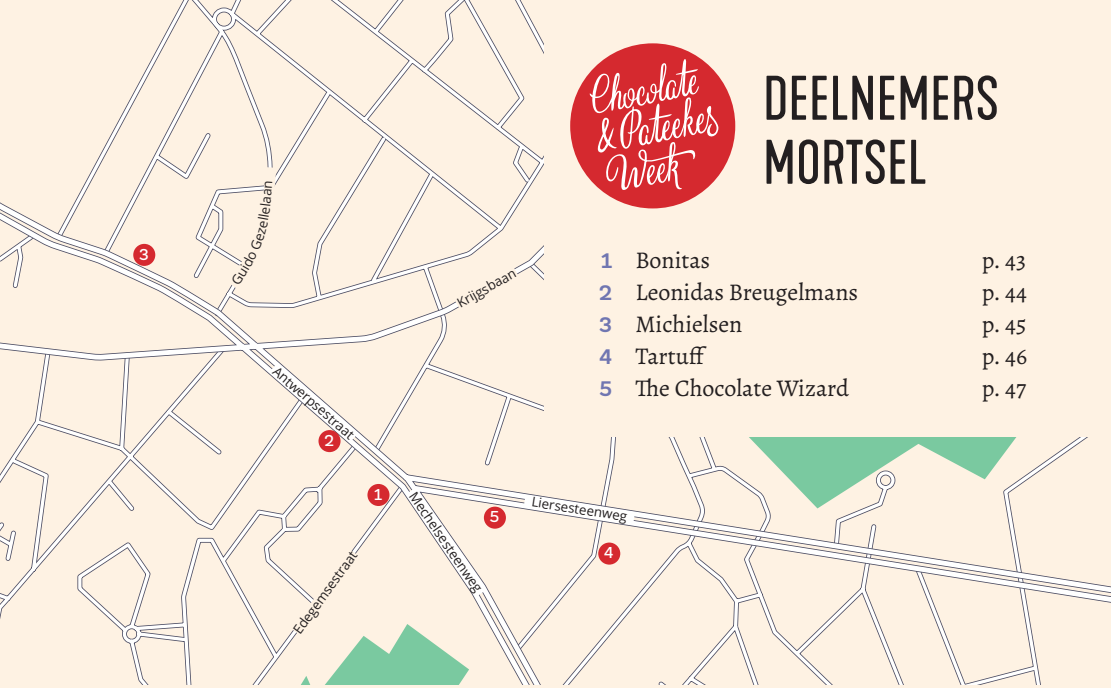 Chocolate
& Pateekes
Week
DEELNEMERS
MORTSEL
1 Bonitas p. 43
2 Leonidas Breugelmans p. 44
3 Michielsen p. 45
4 Tartuff p. 46
5 The Chocolate Wizard p. 47
Guido Gezellelaan
3
Krijgsbaan
Antwerpsestraat
2
1
Mechelsesteenweg
5
Liersesteenweg
4
Edegemsestraat